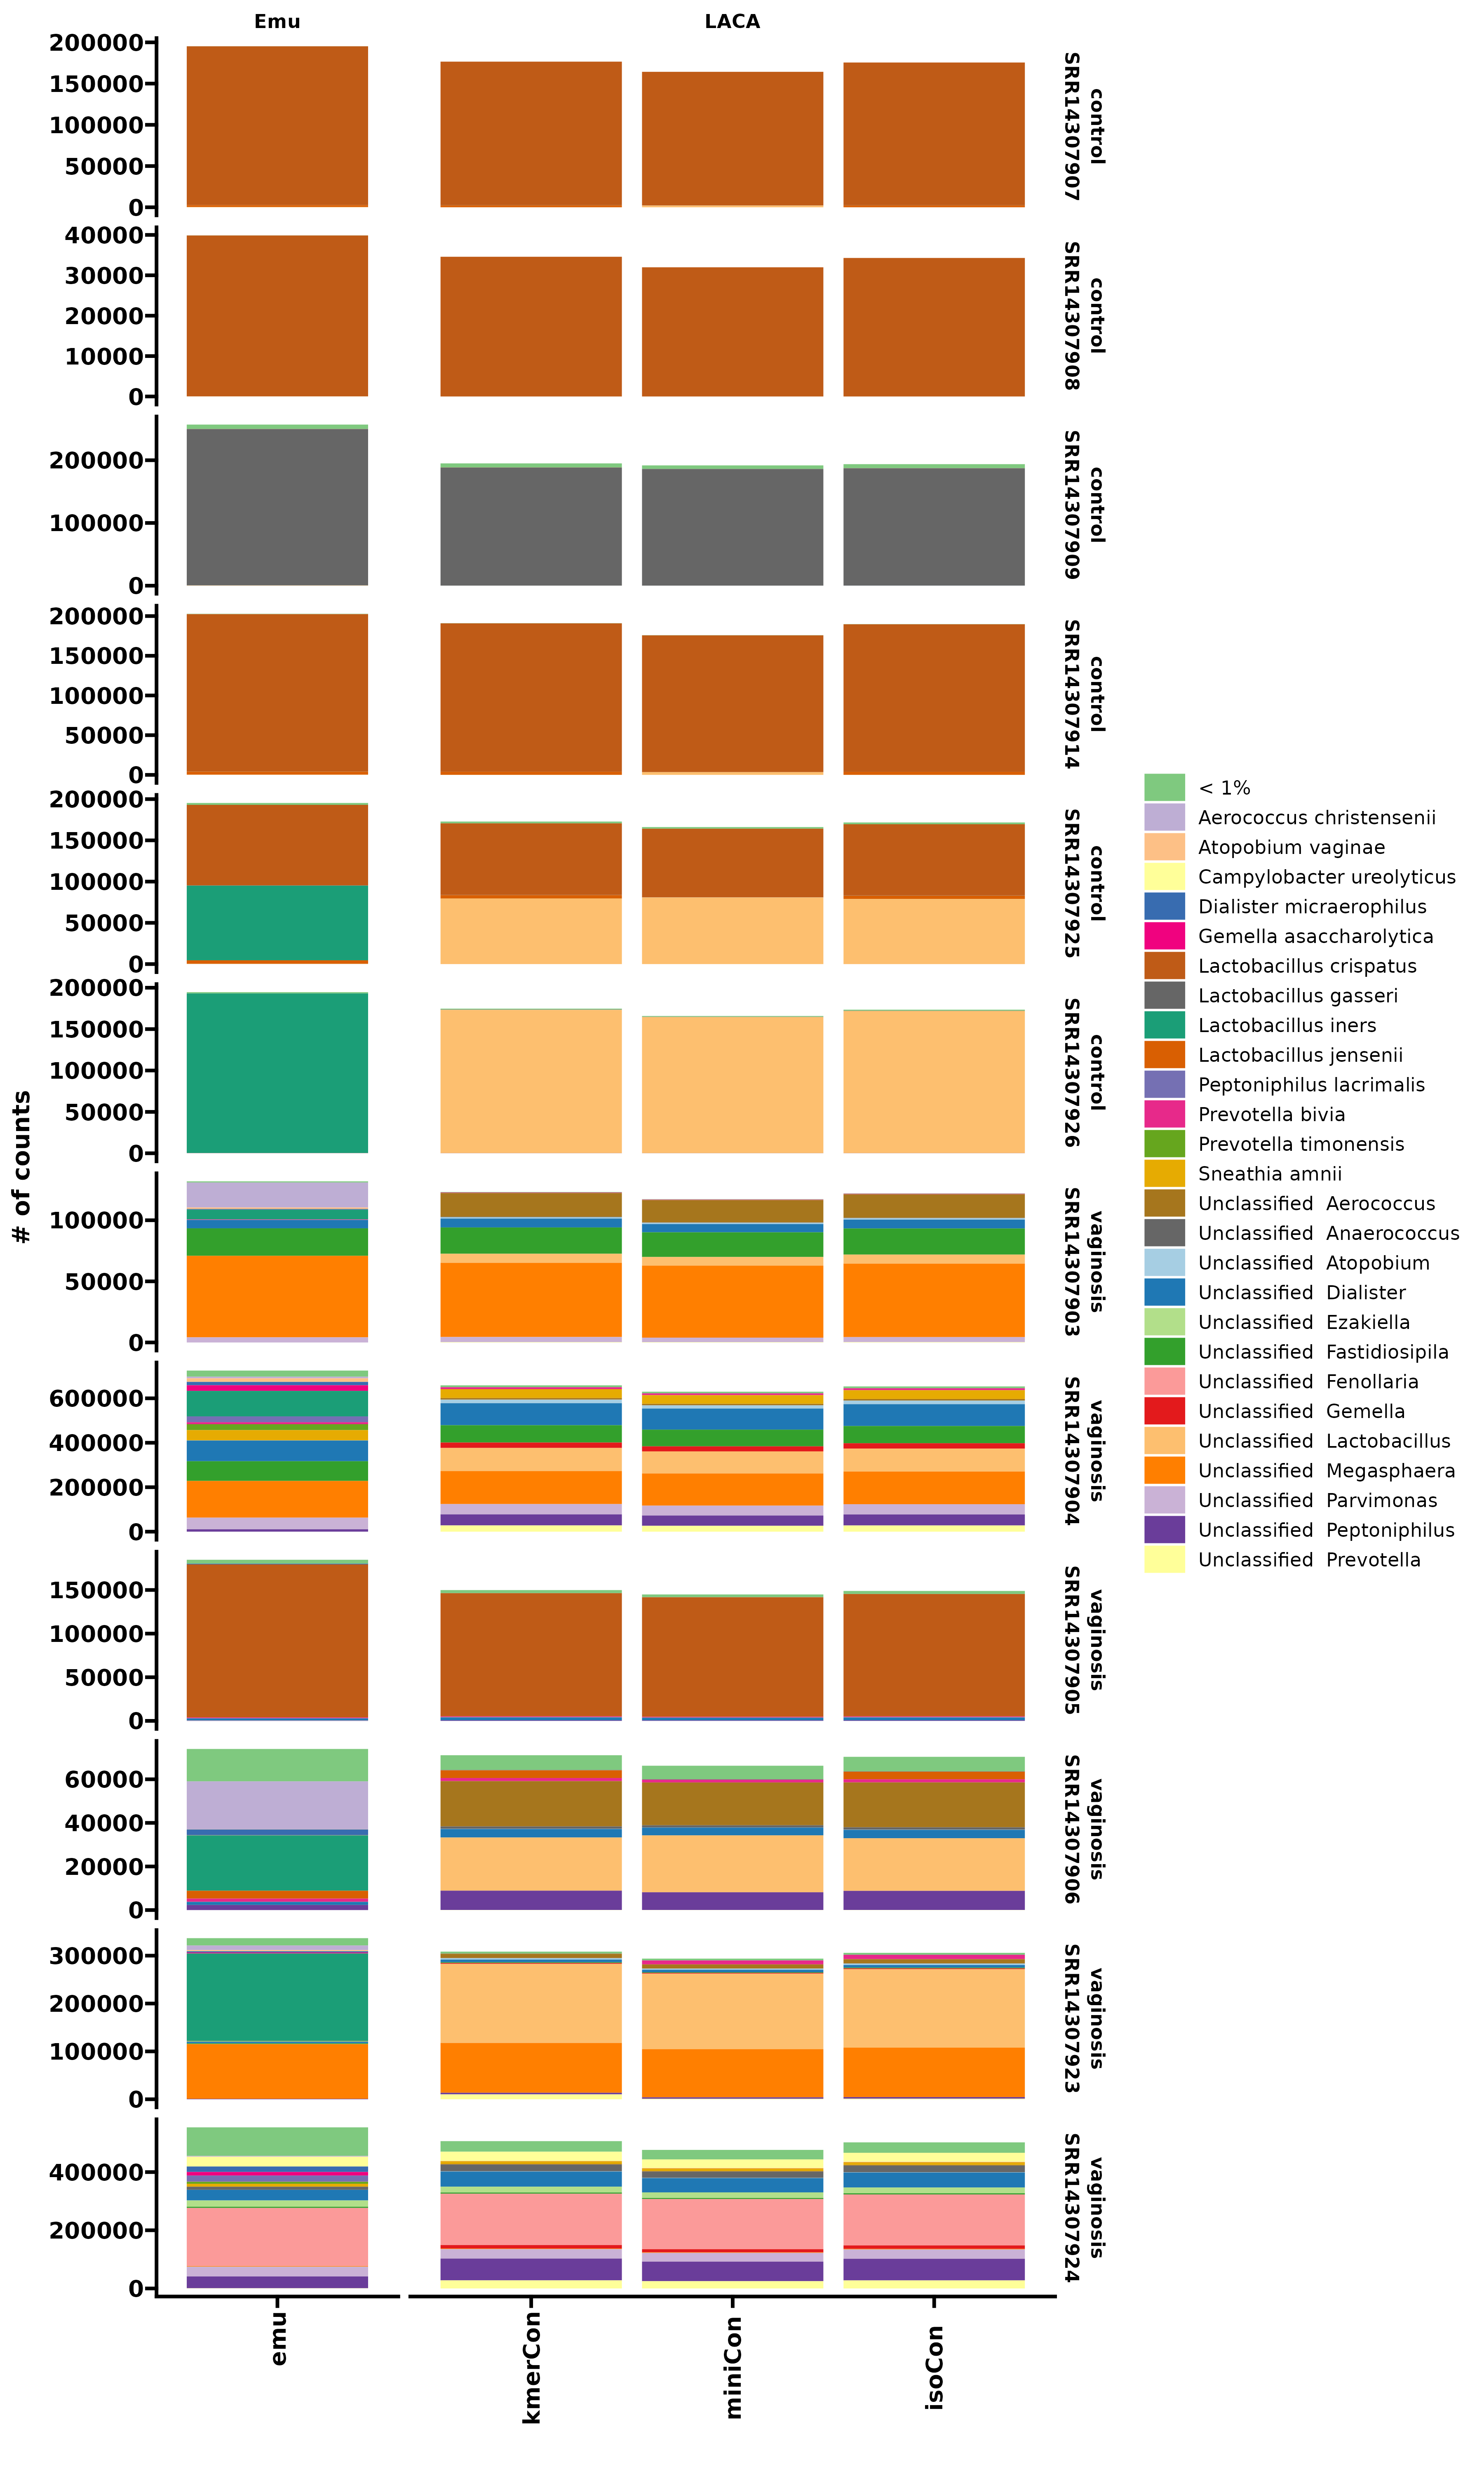 Emu
LACA
200000
150000
100000
50000
0
control
SRR14307907
40000
30000
20000
10000
0
control
SRR14307908
200000
100000
0
control
SRR14307909
200000
150000
100000
50000
0
control
SRR14307914
200000
150000
100000
50000
0
control
SRR14307925
200000
150000
100000
50000
0
control
SRR14307926
100000
50000
0
vaginosis
SRR14307903
600000
400000
200000
0
vaginosis
SRR14307904
150000
100000
50000
0
vaginosis
SRR14307905
60000
40000
20000
0
vaginosis
SRR14307906
300000
200000
100000
0
vaginosis
SRR14307923
400000
200000
0
vaginosis
SRR14307924
# of counts
emu
kmerCon
miniCon
isoCon
< 1%
Aerococcus christensenii
Atopobium vaginae
Campylobacter ureolyticus
Dialister micraerophilus
Gemella asaccharolytica
Lactobacillus crispatus
Lactobacillus gasseri
Lactobacillus iners
Lactobacillus jensenii
Peptoniphilus lacrimalis
Prevotella bivia
Prevotella timonensis
Sneathia amnii
Unclassified  Aerococcus
Unclassified  Anaerococcus
Unclassified  Atopobium
Unclassified  Dialister
Unclassified  Ezakiella
Unclassified  Fastidiosipila
Unclassified  Fenollaria
Unclassified  Gemella
Unclassified  Lactobacillus
Unclassified  Megasphaera
Unclassified  Parvimonas
Unclassified  Peptoniphilus
Unclassified  Prevotella